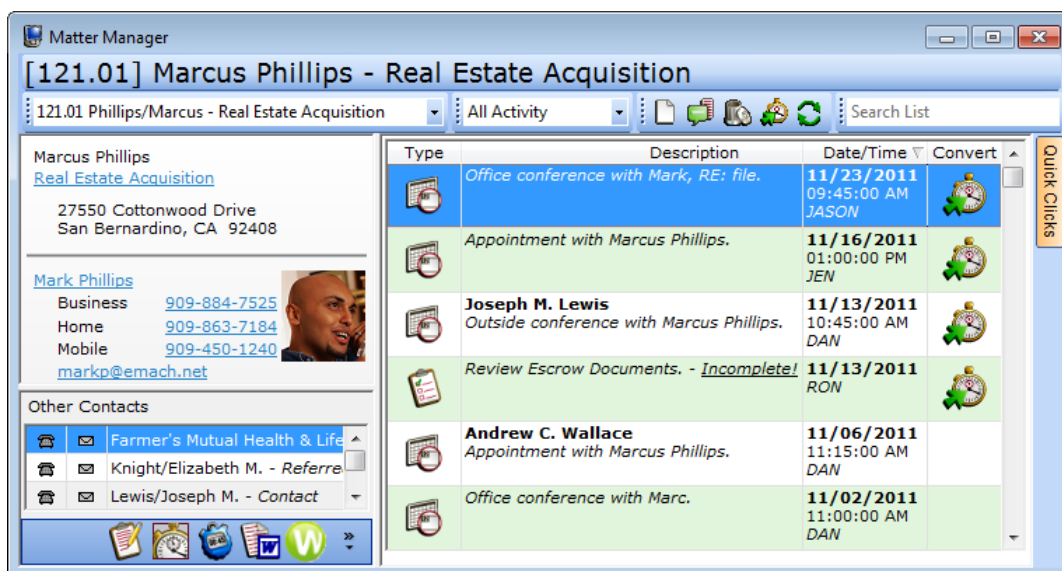 Matter Manager
[121.01] Marcus Phillips - Real Estate Acquisition
121.01 Phillips/Marcus - Real Estate Acquisition
All Activity
Search List
Marcus Phillips
Real Estate Acquisition
27550 Cottonwood Drive
San Bernardino, CA 92408
Mark Phillips
Business 909-884-7525
Home 909-863-7184
Mobile 909-450-1240
markp@emach.net
Other Contacts
Farmer's Mutual Health & Life
Knight/Elizabeth M. - Referre
Lewis/Joseph M. - Contact
Type Description Date/Time Convert
Office conference with Mark, RE: file. 11/23/2011
09:45:00 AM
JASON
Appointment with Marcus Phillips. 11/16/2011
01:00:00 PM
JEN
Joseph M. Lewis 11/13/2011
Outside conference with Marcus Phillips. 10:45:00 AM
DAN
Review Escrow Documents. - Incomplete! 11/13/2011
RON
Andrew C. Wallace 11/06/2011
Appointment with Marcus Phillips. 11:15:00 AM
DAN
Office conference with Marc. 11/02/2011
11:00:00 AM
DAN
Quick Clicks
W
W
»